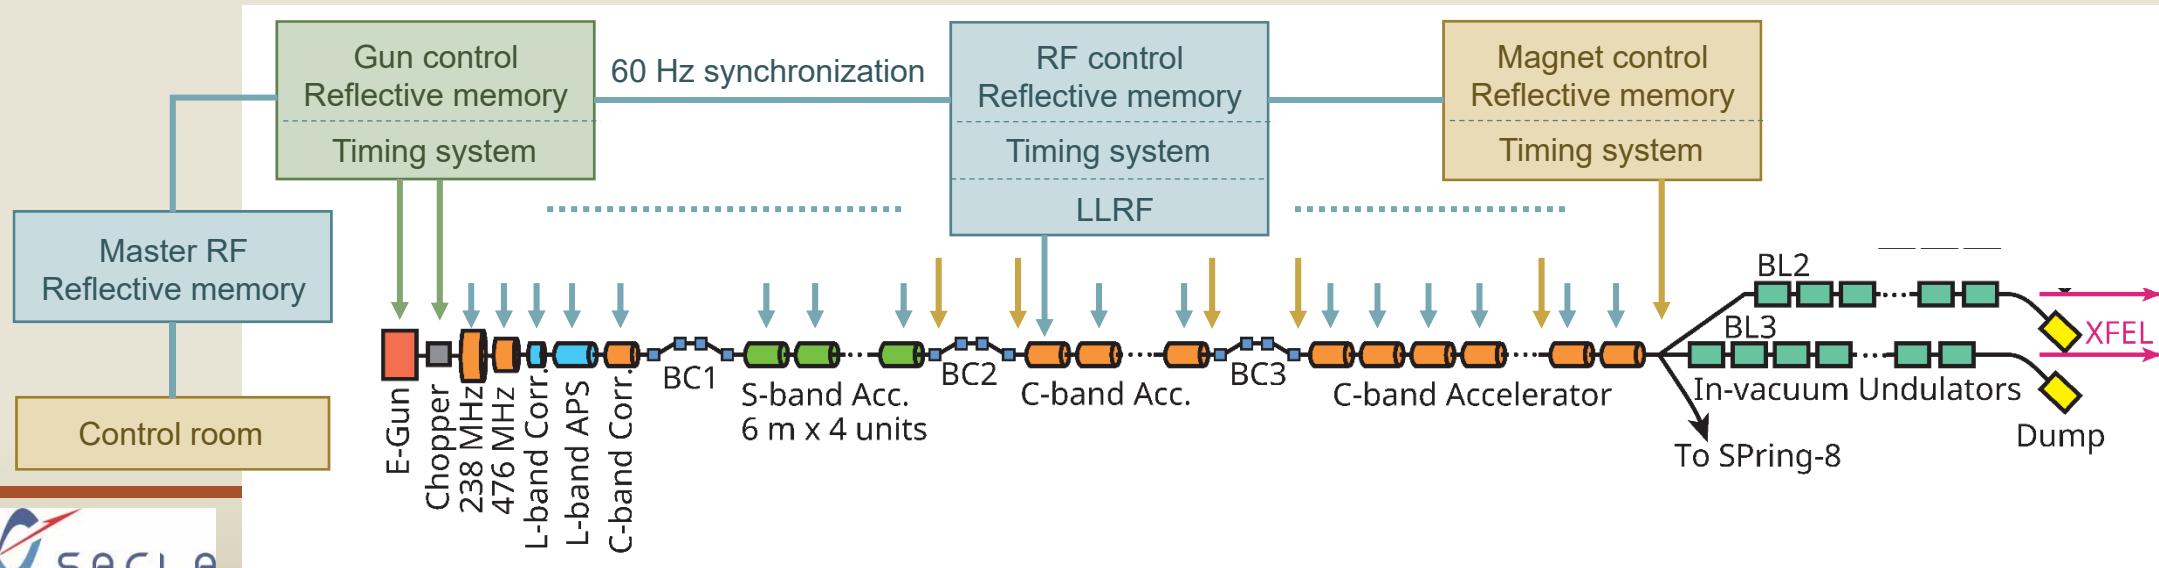 Gun control
Reflective memory
Timing system
60 Hz synchronization
RF control
Reflective memory
Timing system
LLRF
Magnet control
Reflective memory
Timing system
Master RF
Reflective memory
Control room
E-Gun
Chopper
238 MHz
476 MHz
L-band Corr.
L-band APS
C-band Corr.
BC1
S-band Acc.
6 m x 4 units
BC2
C-band Acc.
BC3
C-band Accelerator
BL2
BL3
XFEL
In-vacuum Undulators
Dump
To SPring-8